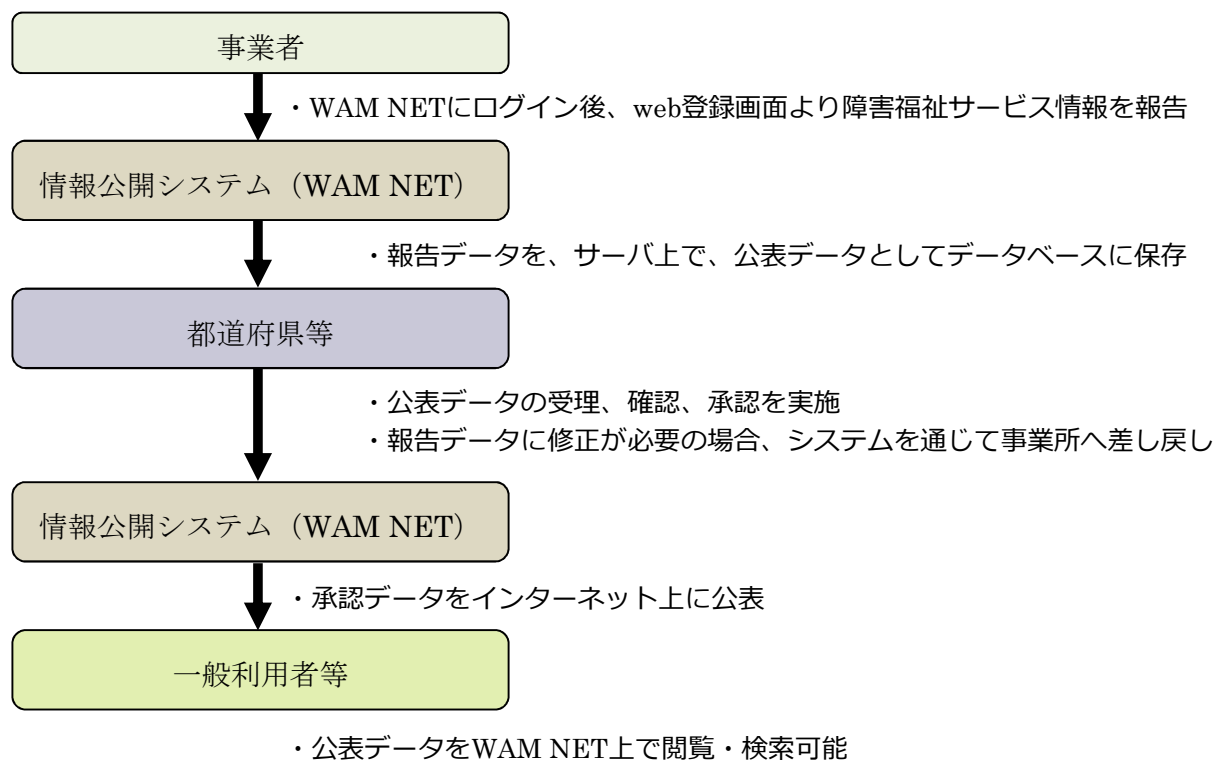 事業者
・WAM NETにログイン後、web登録画面より障害福祉サービス情報を報告
情報公開システム（WAM NET）
・報告データを、サーバ上で、公表データとしてデータベースに保存
都道府県等
・公表データの受理、確認、承認を実施
・報告データに修正が必要の場合、システムを通じて事業所へ差し戻し
情報公開システム（WAM NET）
・承認データをインターネット上に公表
一般利用者等
・公表データをWAM NET上で閲覧・検索可能